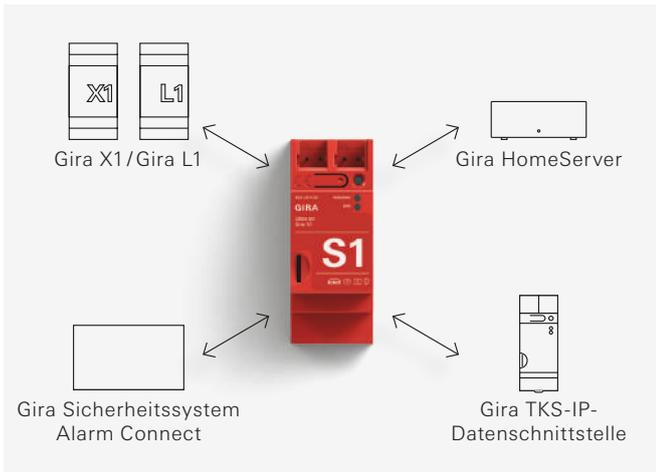 X1
L1
Gira X1/Gira L1
Gira HomeServer
GIRA
S1
Gira Sicherheitssystem
Alarm Connect
Gira TKS-IP-
Datenschnittstelle